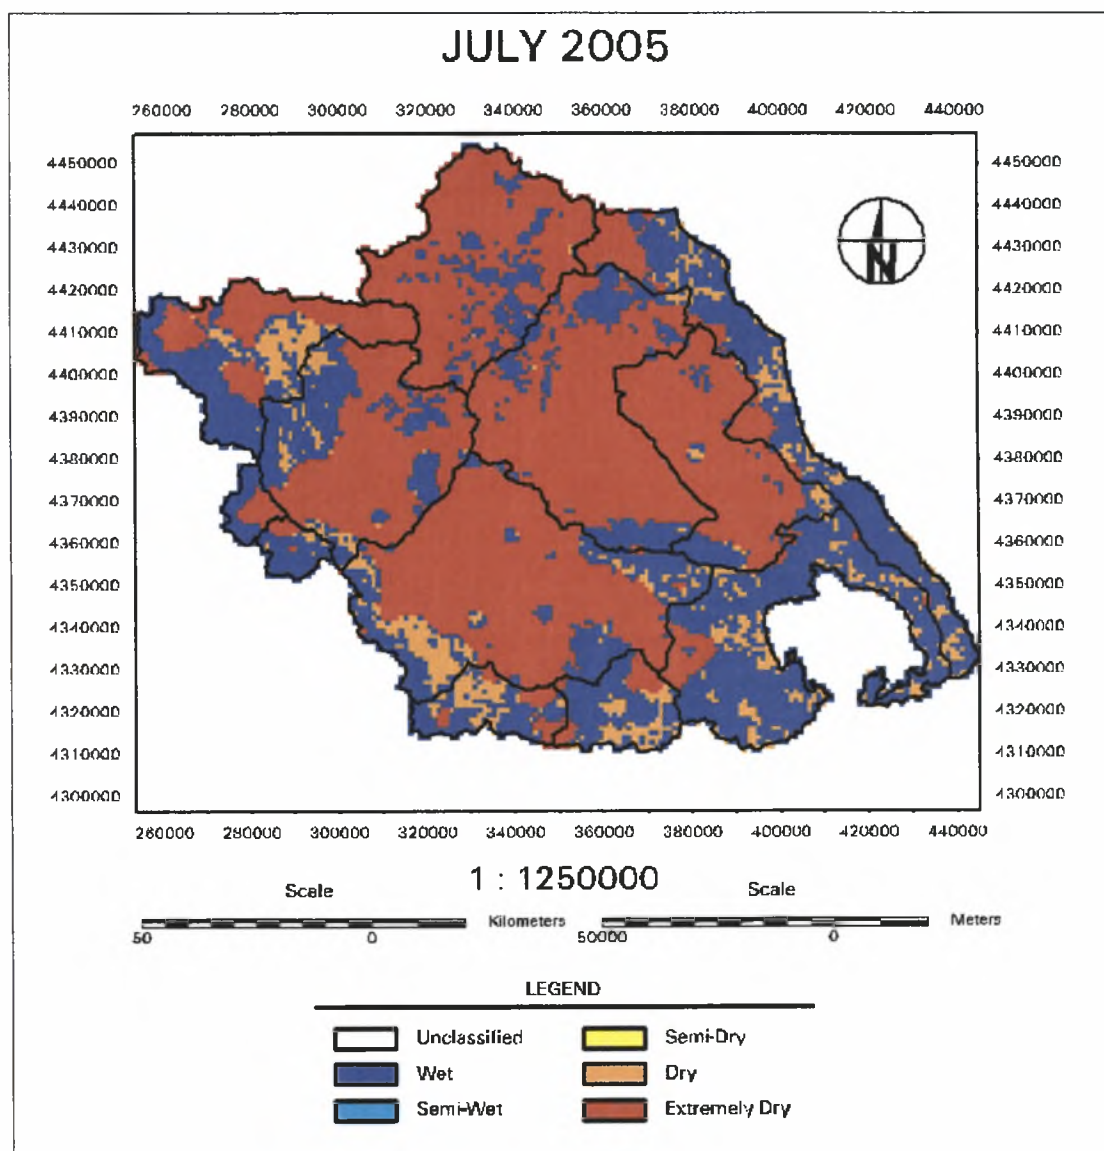 JULY 2005
260000 280000 300000 320000 340000 360000 380000 400000 420000 440000
4450000 4450000
4440000 4440000
4430000 4430000
4420000 4420000
4410000 4410000
4400000 4400000
4390000 4390000
4380000 4380000
4370000 4370000
4360000 4360000
4350000 4350000
4340000 4340000
4330000 4330000
4320000 4320000
4310000 4310000
4300000 4300000
N
260000 280000 300000 320000 340000 360000 380000 400000 420000 440000
1 : 1250000
Scale Scale
Kilometers Meters
50 0 50000 0
LEGEND
Unclassified Semi-Dry
Wet Dry
Semi-Wet Extremely Dry